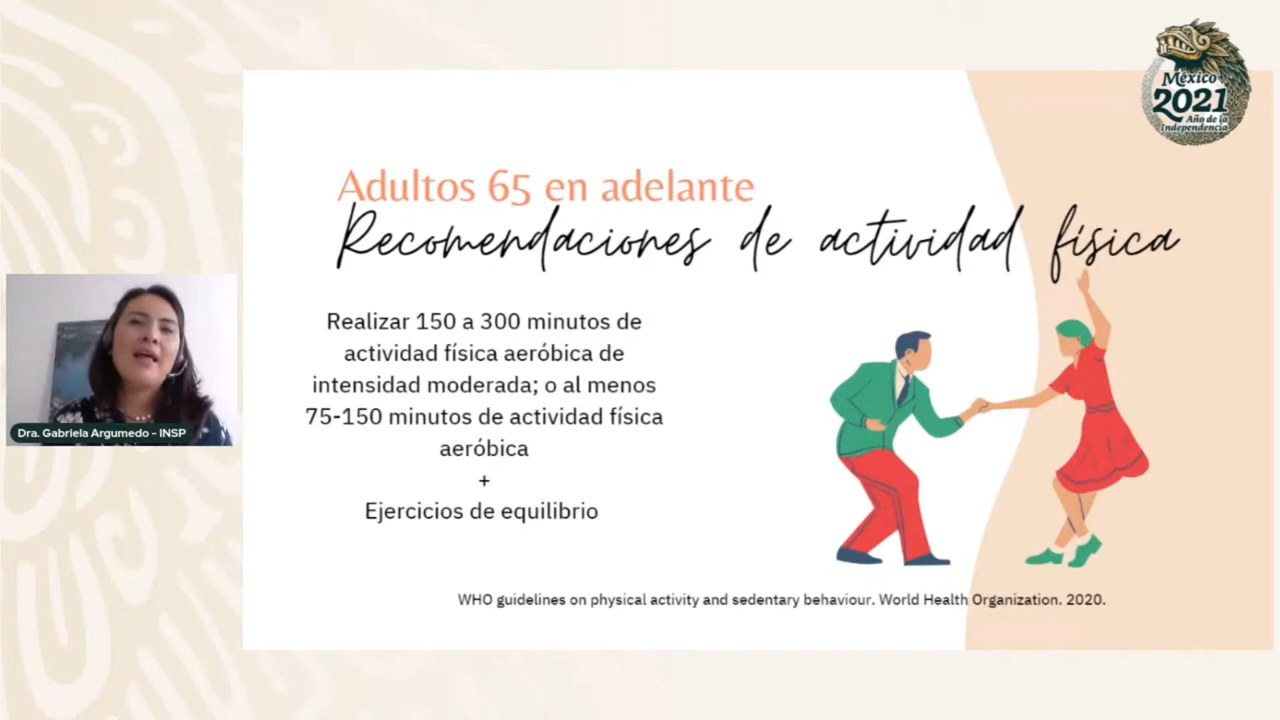 México
2021
Año de la
Independencia
Adultos 65 en adelante
Recomendaciones de actividad física
Realizar 150 a 300 minutos de
actividad física aeróbica de
intensidad moderada; o al menos
75-150 minutos de actividad física
aeróbica
+
Ejercicios de equilibrio
Dra. Gabriela Argumedo - INSP
WHO guidelines on physical activity and sedentary behaviour. World Health Organization. 2020.